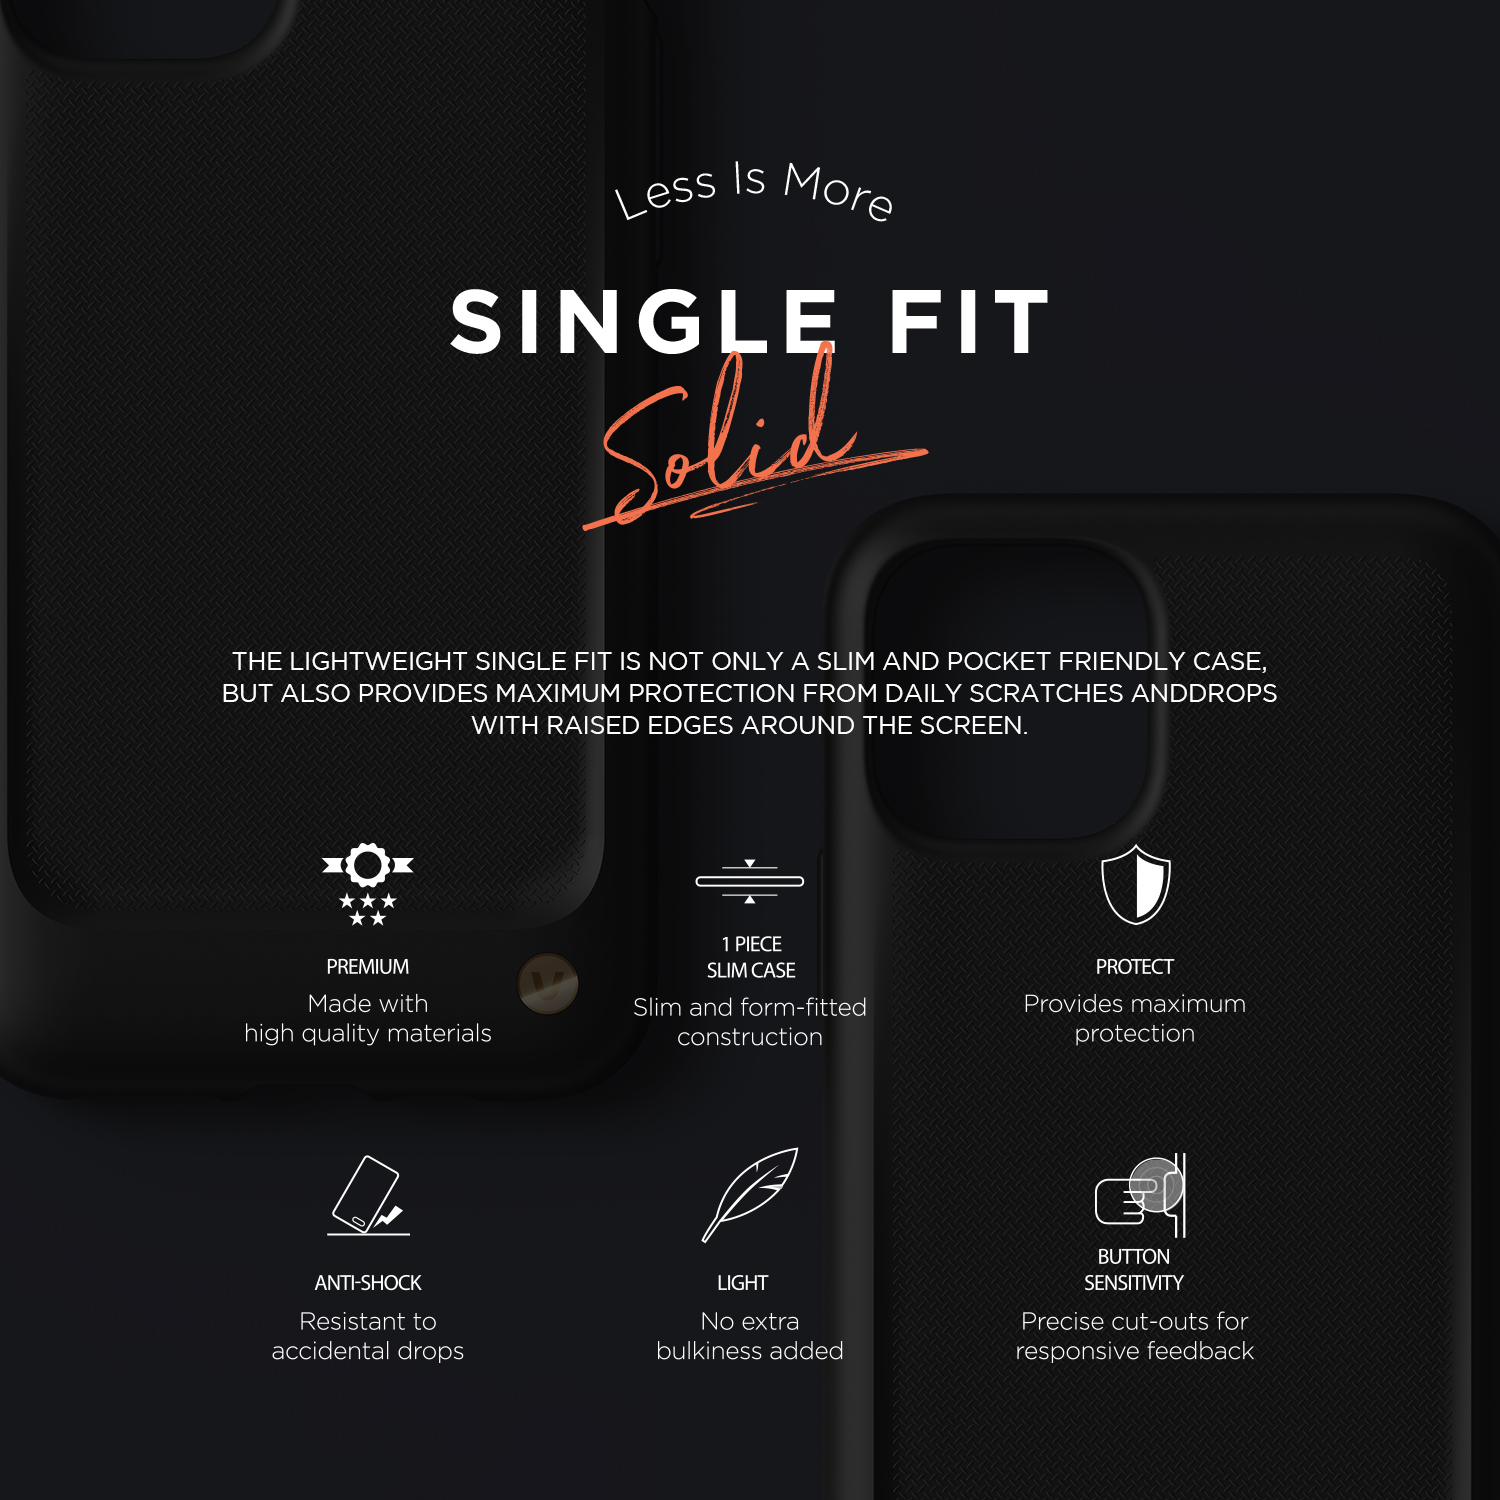 Less Is More
SINGLE FIT
Solid
THE LIGHTWEIGHT SINGLE FIT IS NOT ONLY A SLIM AND POCKET FRIENDLY CASE,
BUT ALSO PROVIDES MAXIMUM PROTECTION FROM DAILY SCRATCHES ANDDROPS
WITH RAISED EDGES AROUND THE SCREEN.
PREMIUM
Made with
high quality materials
1 PIECE
SLIM CASE
Slim and form-fitted
construction
PROTECT
Provides maximum
protection
ANTI-SHOCK
Resistant to
accidental drops
LIGHT
No extra
bulkiness added
BUTTON
SENSITIVITY
Precise cut-outs for
responsive feedback